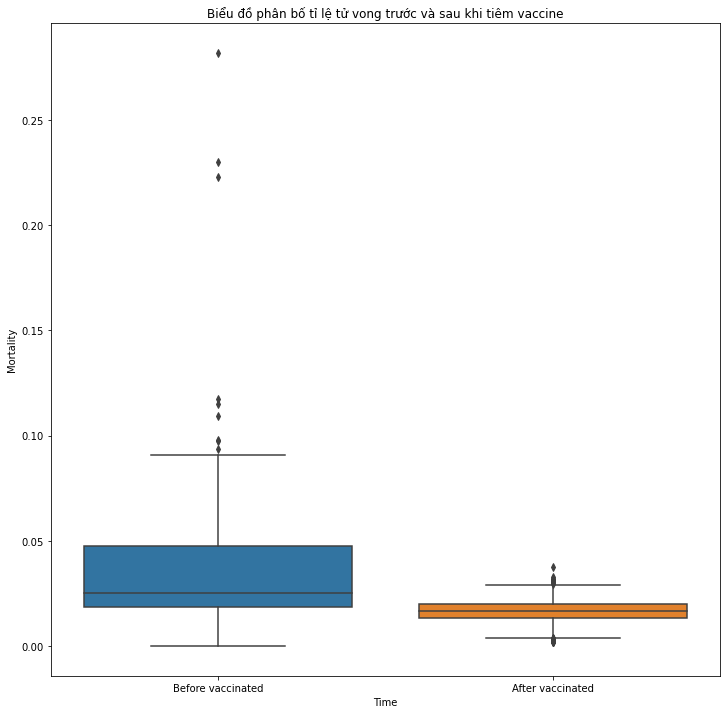 Biểu đồ phân bố tỉ lệ tử vong trước và sau khi tiêm vaccine
0.25
0.20
0.15
0.10
0.05
0.00
Mortality
Before vaccinated
After vaccinated
Time